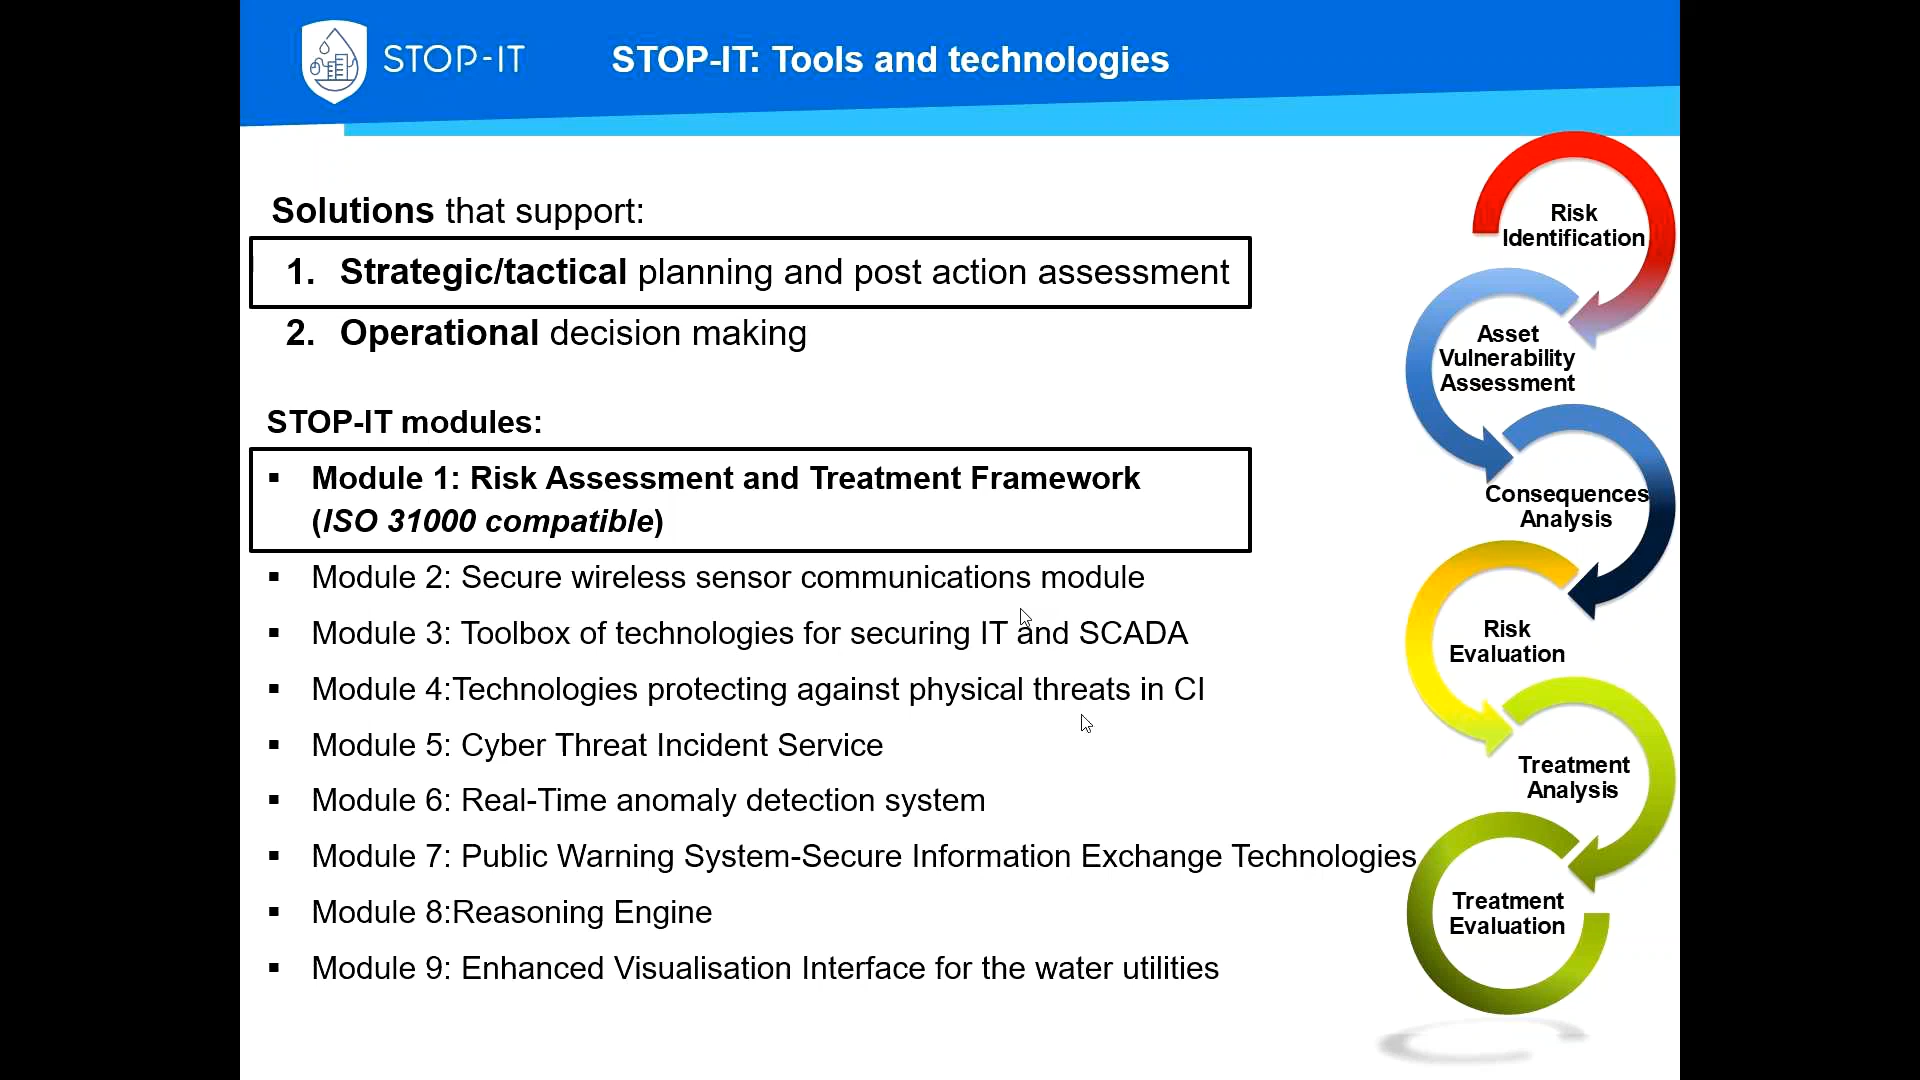 STOP-IT
STOP-IT: Tools and technologies
Solutions that support:
1. Strategic/tactical planning and post action assessment
2. Operational decision making
STOP-IT modules:
▪ Module 1: Risk Assessment and Treatment Framework
(ISO 31000 compatible)
▪ Module 2: Secure wireless sensor communications module
▪ Module 3: Toolbox of technologies for securing IT and SCADA
▪ Module 4:Technologies protecting against physical threats in CI
▪ Module 5: Cyber Threat Incident Service
▪ Module 6: Real-Time anomaly detection system
▪ Module 7: Public Warning System-Secure Information Exchange Technologies
▪ Module 8:Reasoning Engine
▪ Module 9: Enhanced Visualisation Interface for the water utilities
Risk
Identification
Asset
Vulnerability
Assessment
Consequences
Analysis
Risk
Evaluation
Treatment
Analysis
Treatment
Evaluation